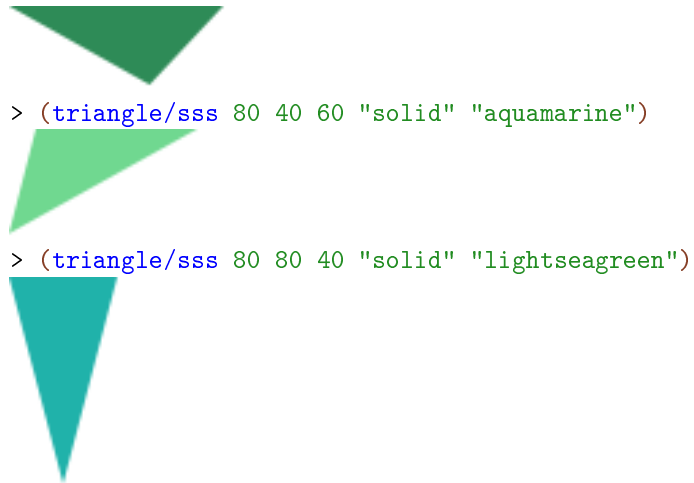 > (triangle/sss 80 40 60 "solid" "aquamarine")
> (triangle/sss 80 80 40 "solid" "lightseagreen")